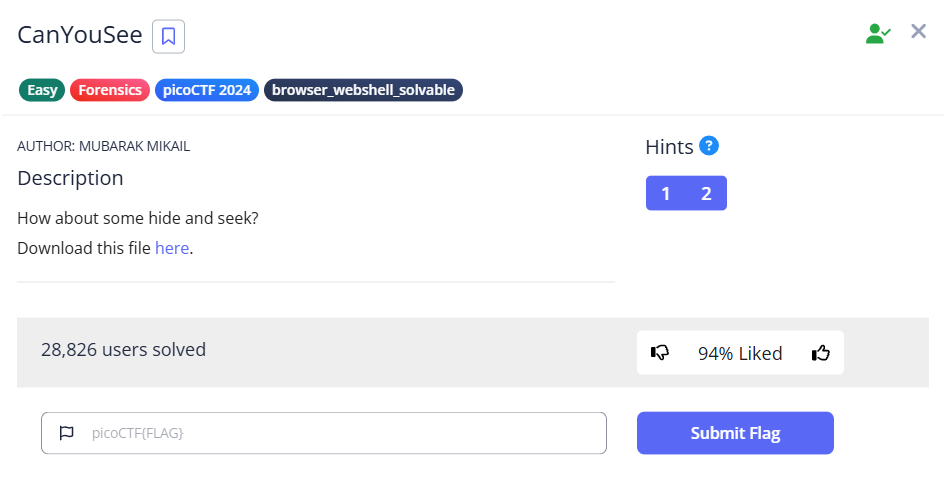 CanYouSee
Easy Forensics picoCTF 2024 browser_webshell_solvable
AUTHOR: MUBARAK MIKAIL
Description
How about some hide and seek?
Download this file here.
Hints ?
1 2
28,826 users solved
94% Liked
picoCTF{FLAG}
Submit Flag